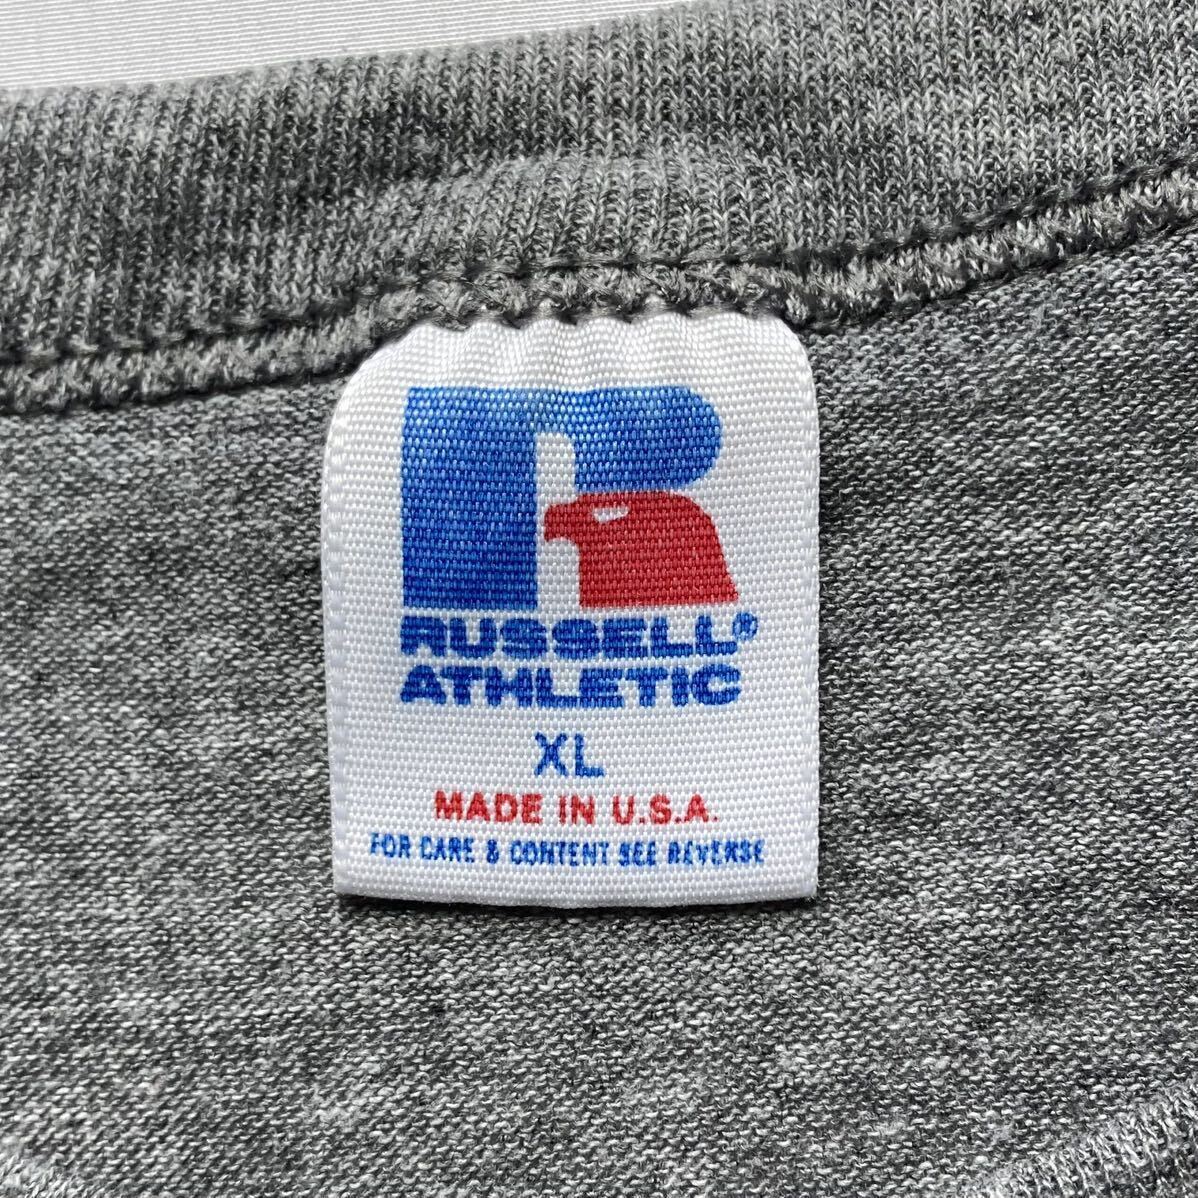 RUSSELL®
ATHLETIC
XL
MADE IN U.S.A.
FOR CARE & CONTENT SEE REVERSE